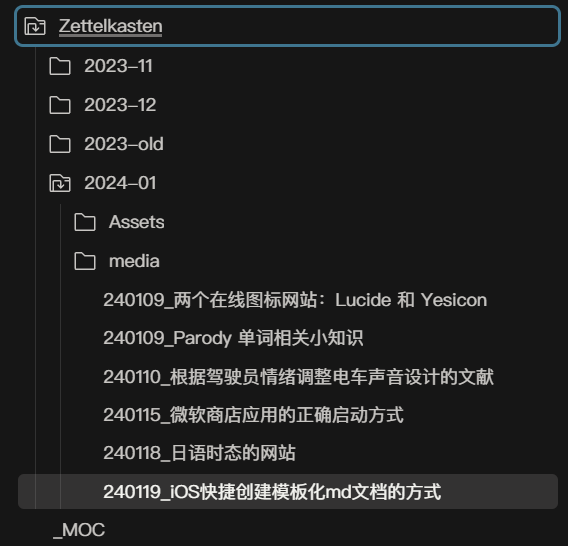 Zettelkasten
2023-11
2023-12
2023-old
2024-01
Assets
media
240109_两个在线图标网站：Lucide 和 Yesicon
240109_Parody 单词相关小知识
240110_根据驾驶员情绪调整电车声音设计的文献
240115_微软商店应用的正确启动方式
240118_日语时态的网站
240119_iOS快捷创建模板化md文档的方式
_MOC